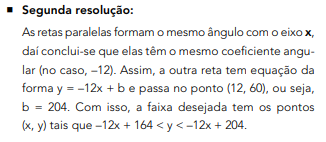 ▪ Segunda resolução:
As retas paralelas formam o mesmo ângulo com o eixo x,
daí conclui-se que elas têm o mesmo coeficiente angu-
lar (no caso, –12). Assim, a outra reta tem equação da
forma y = –12x + b e passa no ponto (12, 60), ou seja,
b = 204. Com isso, a faixa desejada tem os pontos
(x, y) tais que –12x + 164 < y < –12x + 204.